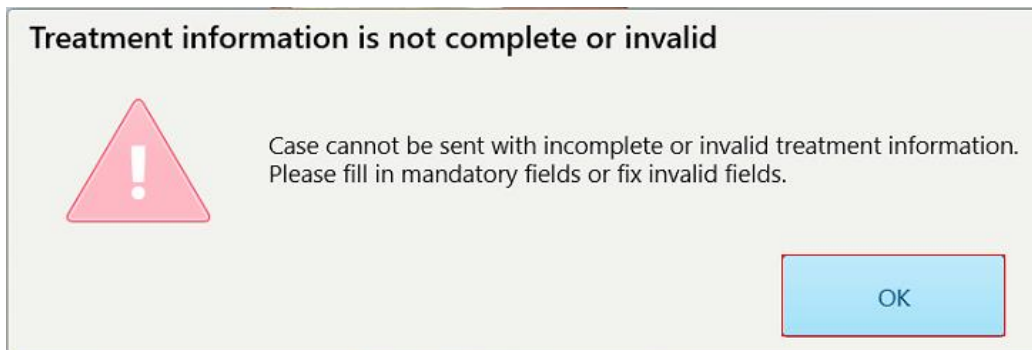 Treatment information is not complete or invalid
Case cannot be sent with incomplete or invalid treatment information.
Please fill in mandatory fields or fix invalid fields.
OK